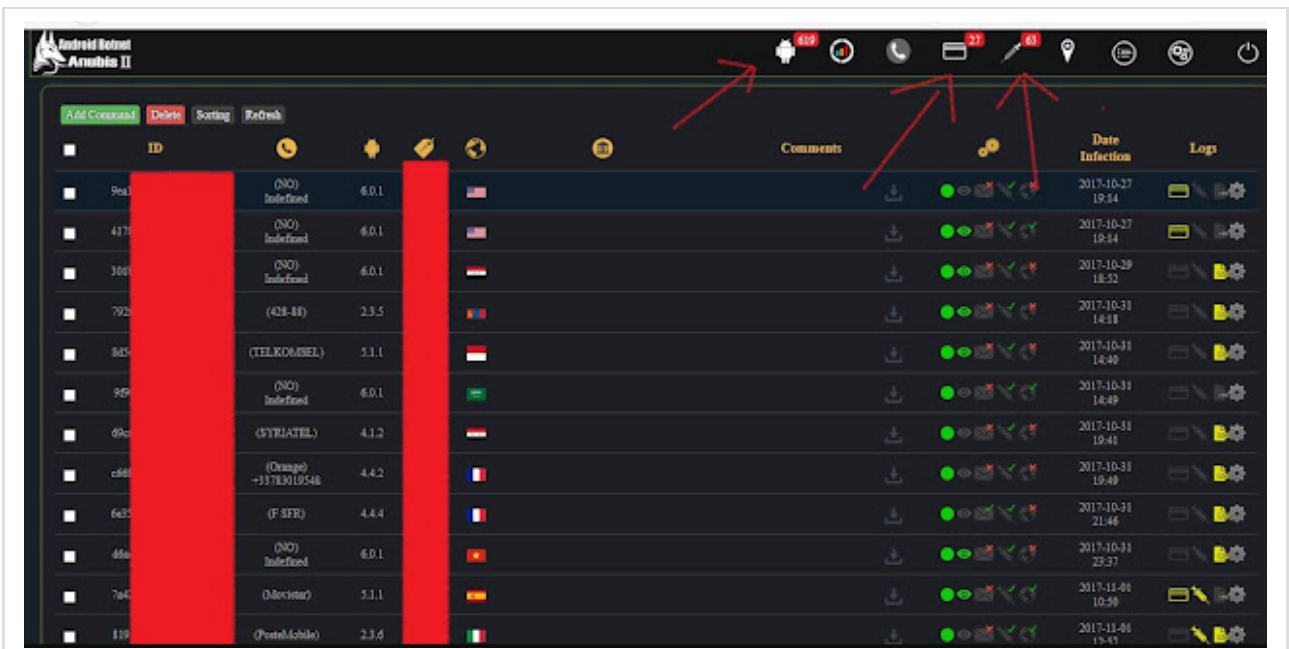 Android Botnet
Anubis II
619
27
63
Add Command Delete Sorting Refresh
ID
Comments
Date
Infection
Logs
(NO)
Indefined
6.0.1
2017-10-27
19:14
(NO)
Indefined
6.0.1
2017-10-27
19:14
(NO)
Indefined
6.0.1
2017-10-29
18:52
(428-88)
2.3.5
2017-10-31
14:18
(TELKOMSEL)
5.1.1
2017-10-31
14:40
(NO)
Indefined
6.0.1
2017-10-31
14:49
(SYRIATEL)
4.1.2
2017-10-31
19:41
(Orange)
+33783019548
4.4.2
2017-10-31
19:49
(F SFR)
4.4.4
2017-10-31
21:46
(NO)
Indefined
6.0.1
2017-10-31
23:37
(Movistar)
5.1.1
2017-11-01
10:50
819
(PosteMobile)
2.3.6
2017-11-01